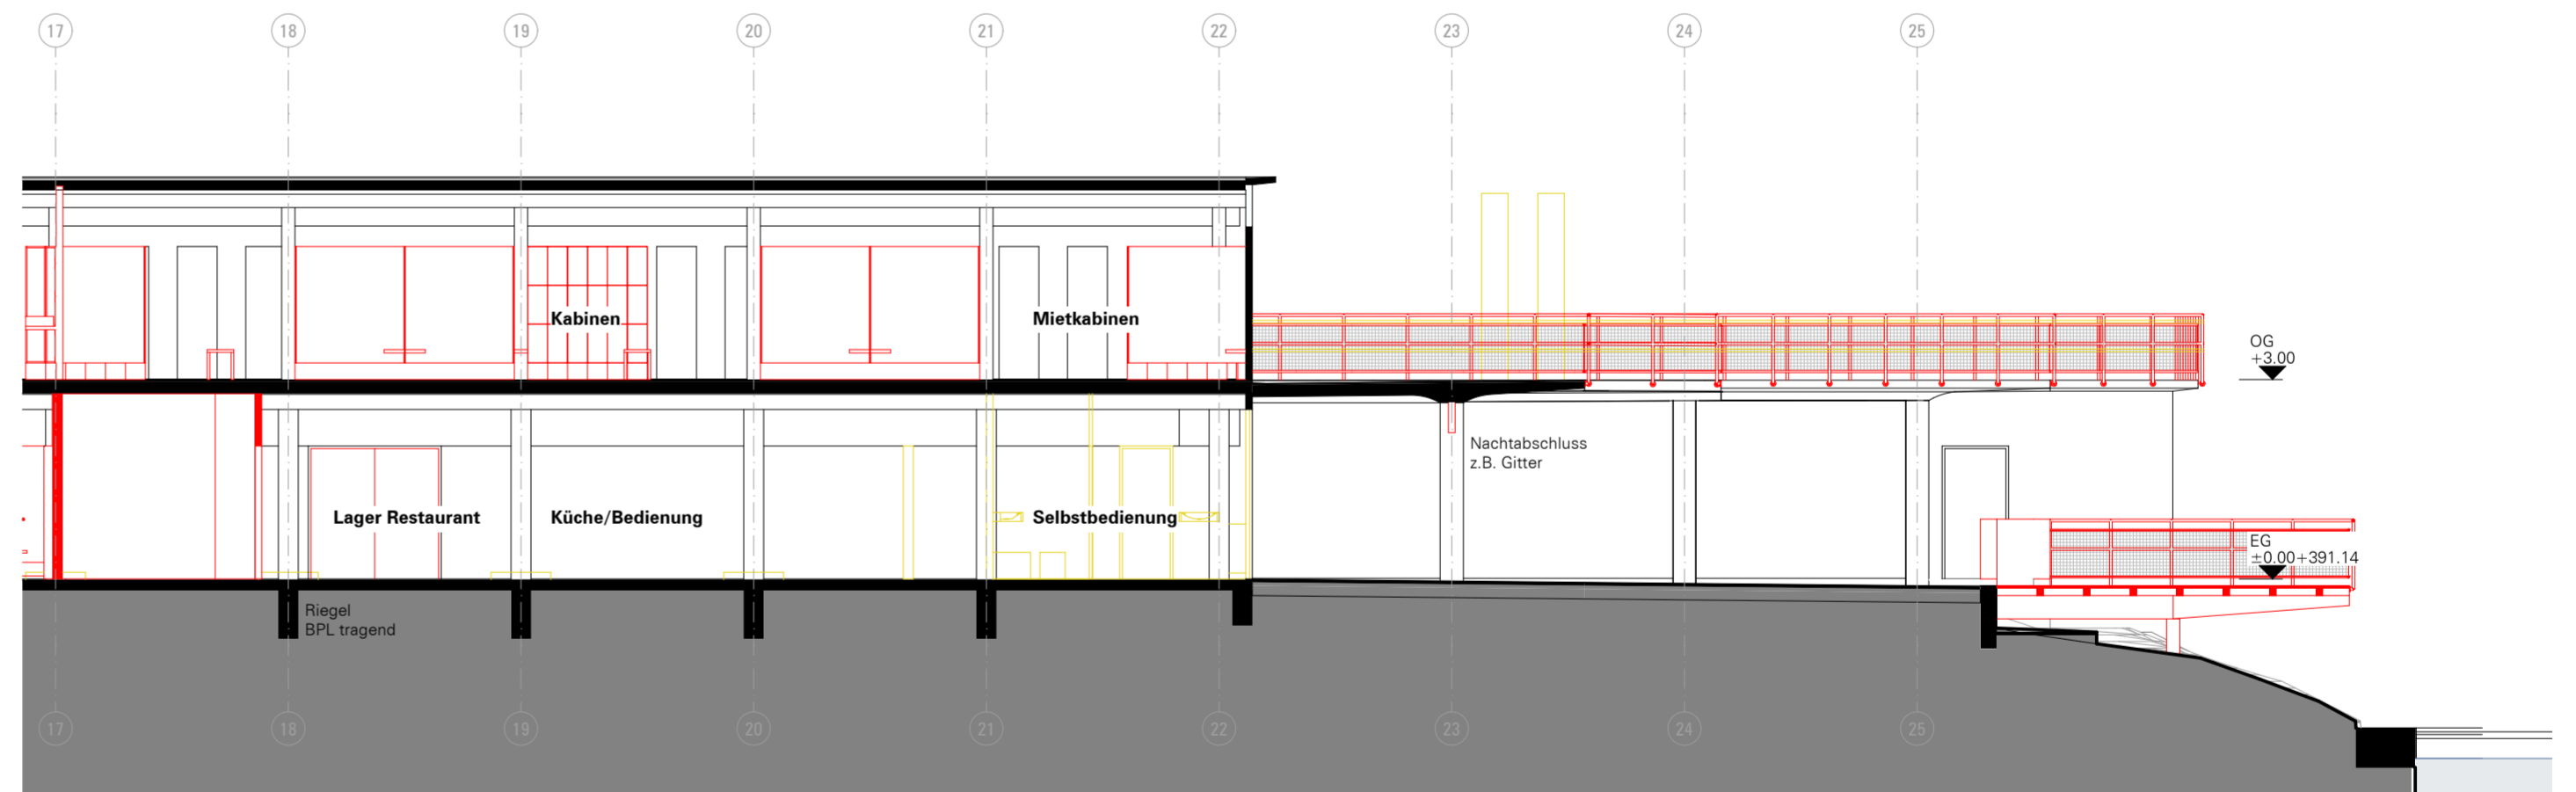 17 18 19 20 21 22 23 24 25
Kabinen
Mietkabinen
OG
+3.00
Nachtabschluss
z.B. Gitter
Lager Restaurant
Küche/Bedienung
Selbstbedienung
EG
±0.00+391.14
Riegel
BPL tragend
17 18 19 20 21 22 23 24 25